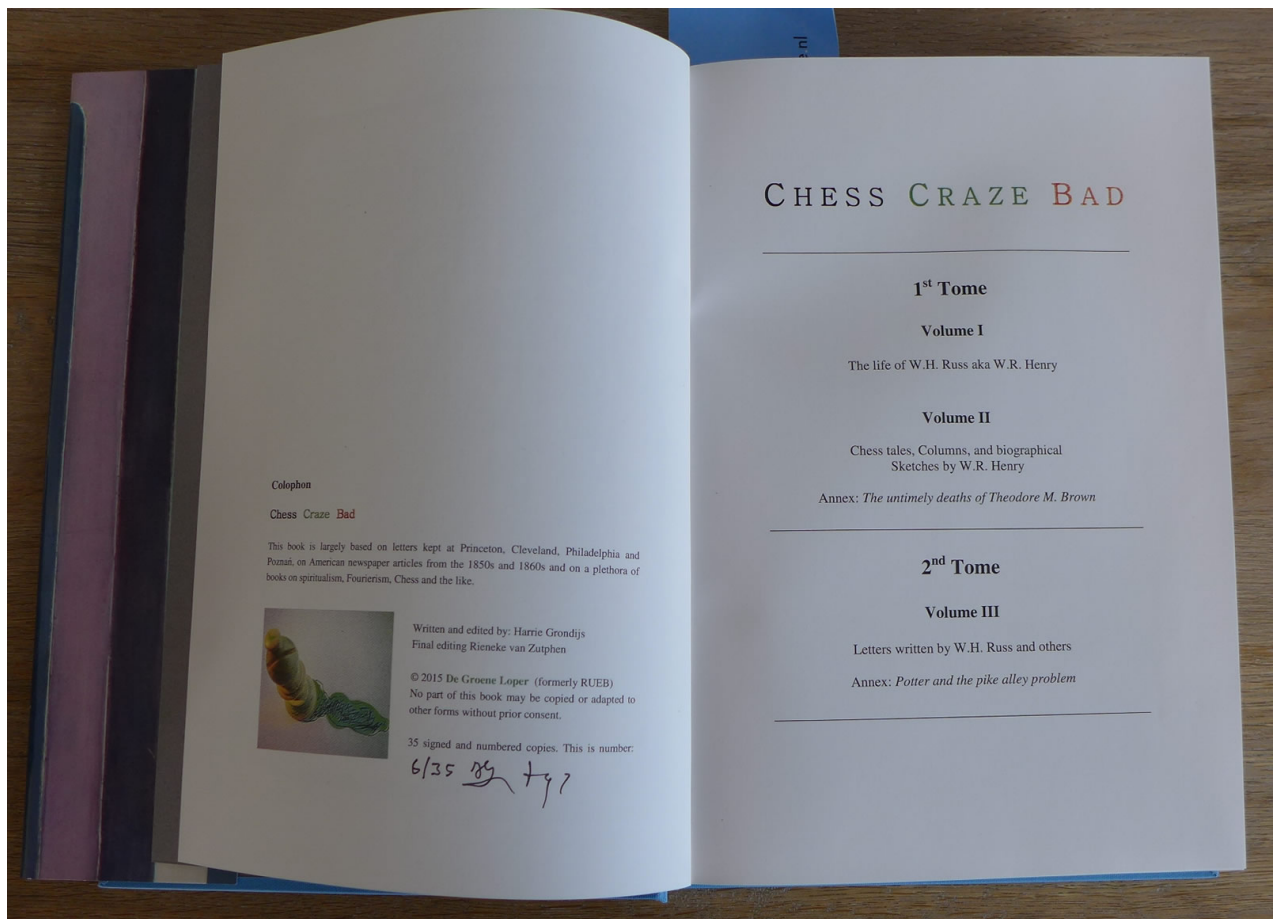 Colophon
Chess Craze Bad
This book is largely based on letters kept at Princeton, Cleveland, Philadelphia and
Poznań, on American newspaper articles from the 1850s and 1860s and on a plethora of
books on spiritualism, Fourierism, Chess and the like.
Written and edited by: Harrie Grondijs
Final editing Rieneke van Zutphen
© 2015 De Groene Loper (formerly RUEB)
No part of this book may be copied or adapted to
other forms without prior consent.
35 signed and numbered copies. This is number:
6/35
CHESS CRAZE BAD
1st Tome
Volume I
The life of W.H. Russ aka W.R. Henry
Volume II
Chess tales, Columns, and biographical
Sketches by W.R. Henry
Annex: The untimely deaths of Theodore M. Brown
2nd Tome
Volume III
Letters written by W.H. Russ and others
Annex: Potter and the pike alley problem